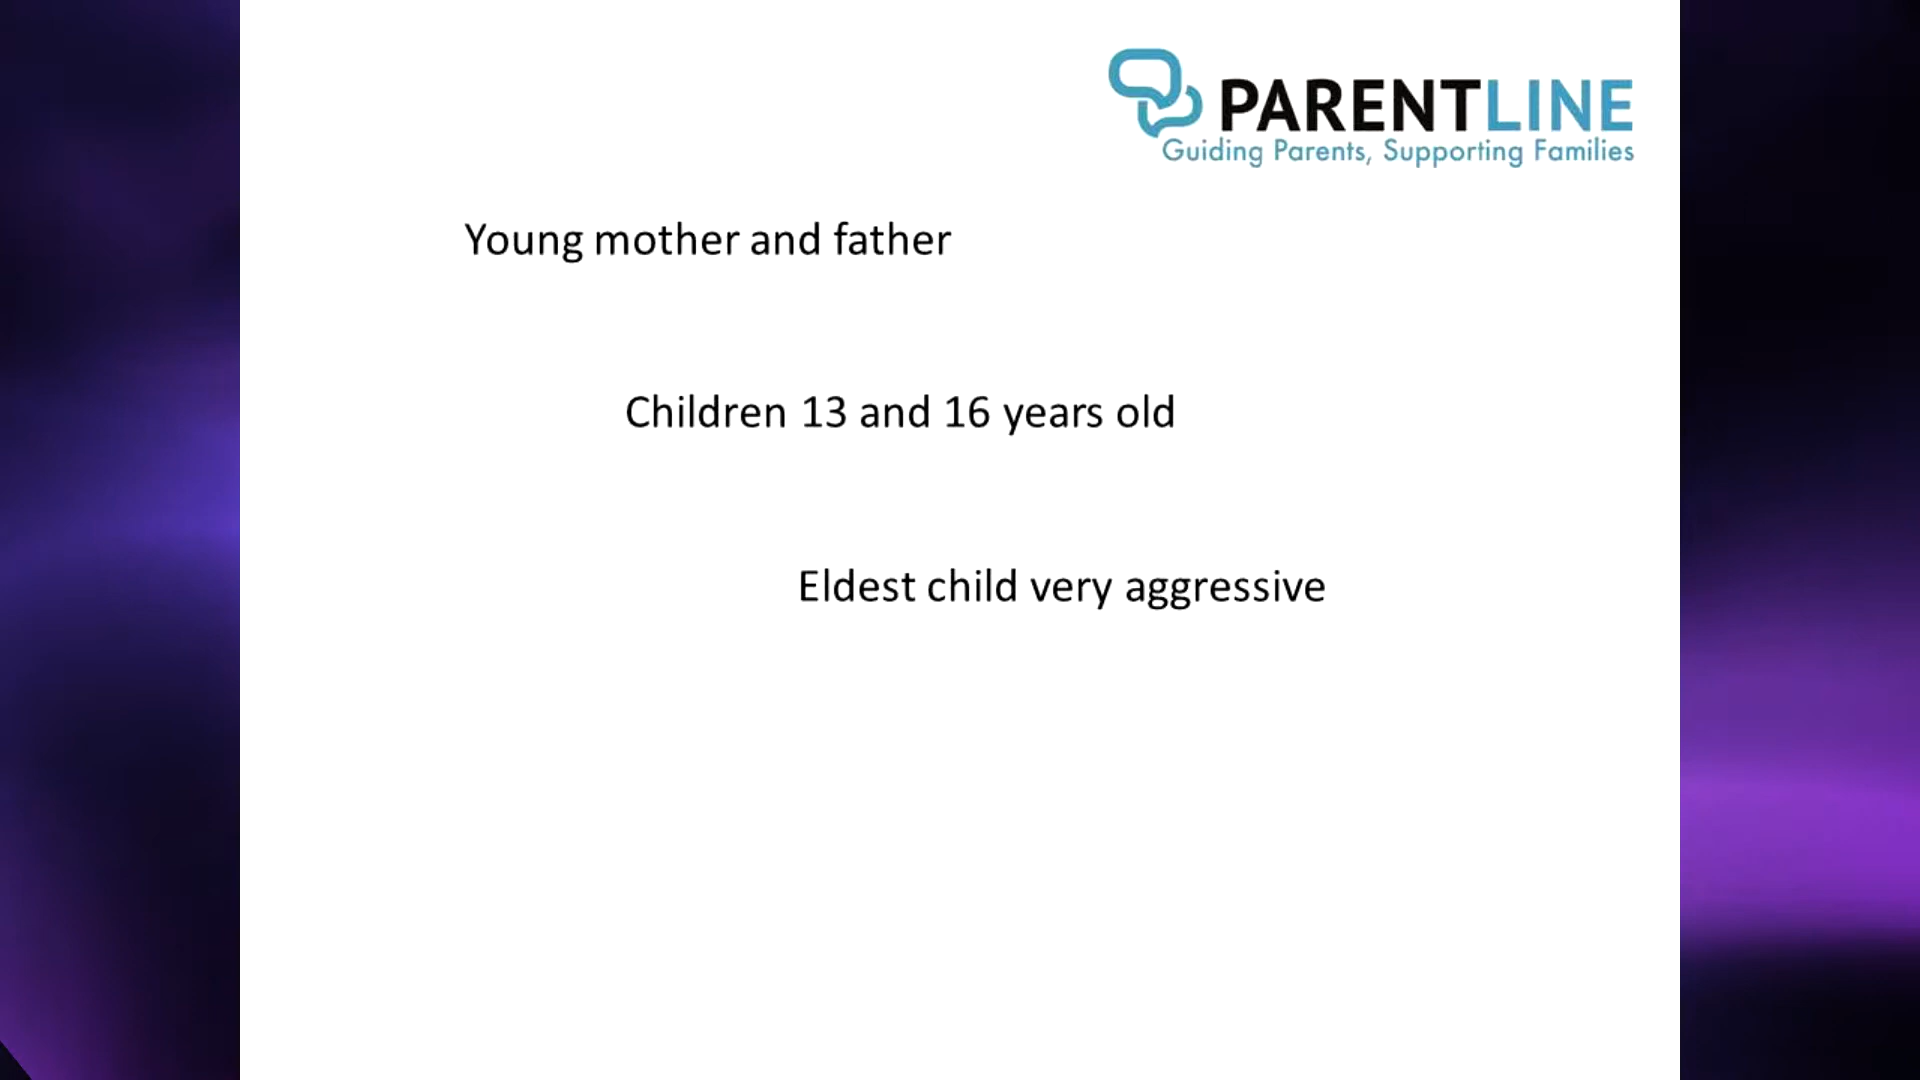 PARENTLINE
Guiding Parents, Supporting Families
Young mother and father
Children 13 and 16 years old
Eldest child very aggressive